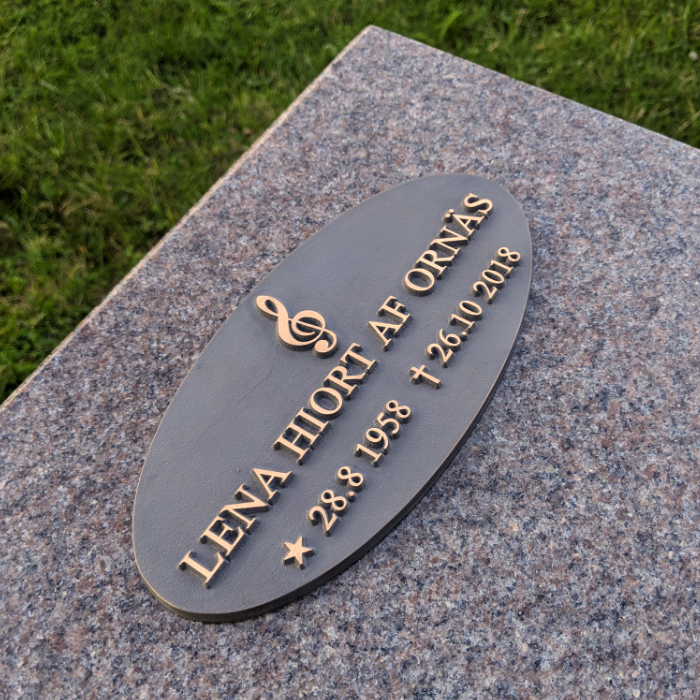 LENA HIORT AF ORNÄS
★ 28.8 1958 ✝ 26.10 2018